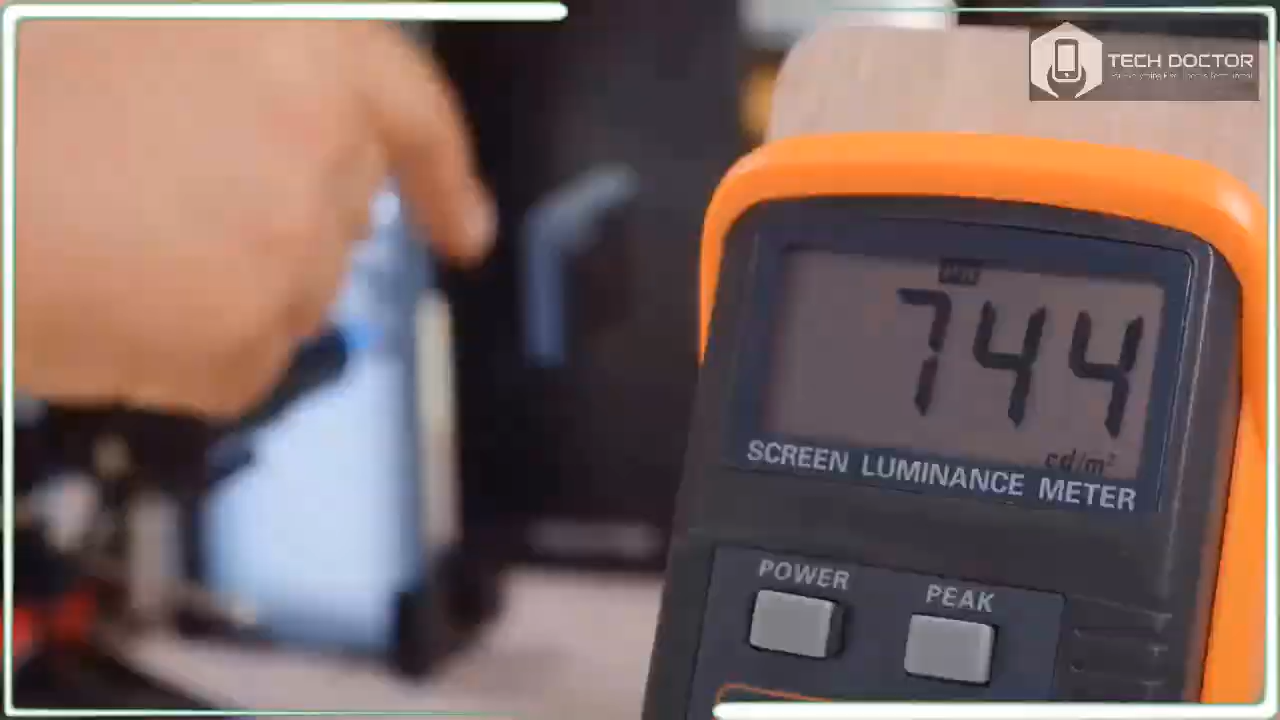 TECH DOCTOR
744
cd/m²
SCREEN LUMINANCE METER
POWER
PEAK